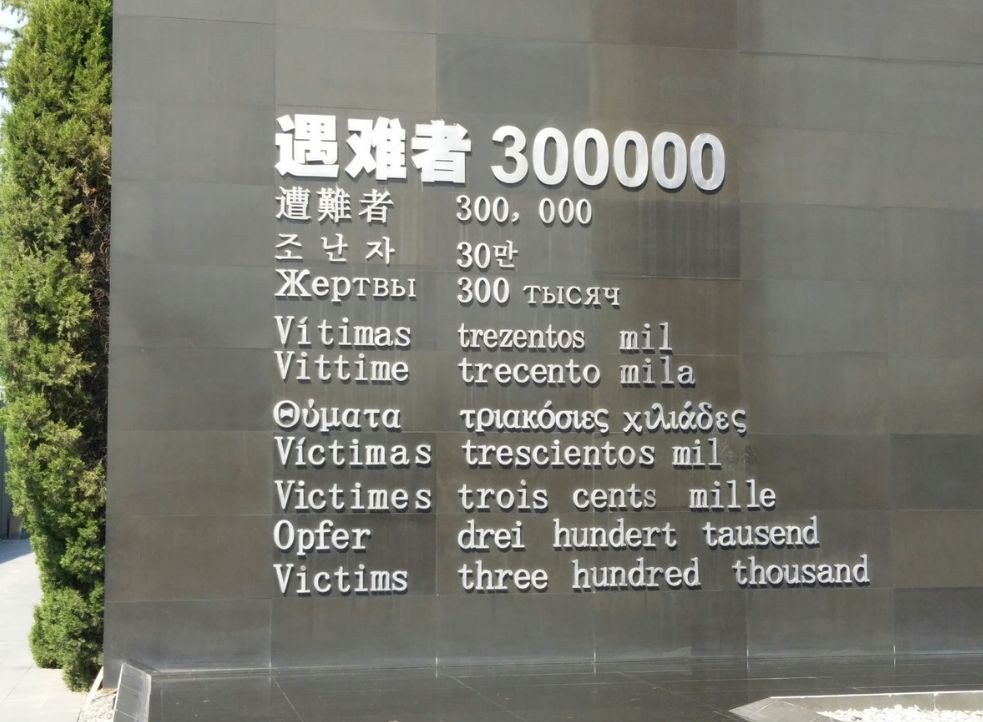 遇难者 300000
遭難者 300, 000
조난자 30만
Жертвы 300 тысяч
Vítimas trezentos mil
Vittime trecento mila
Θύματα τριακόσιες χιλιάδες
Víctimas trescientos mil
Victimes trois cents mille
Opfer drei hundert tausend
Victims three hundred thousand